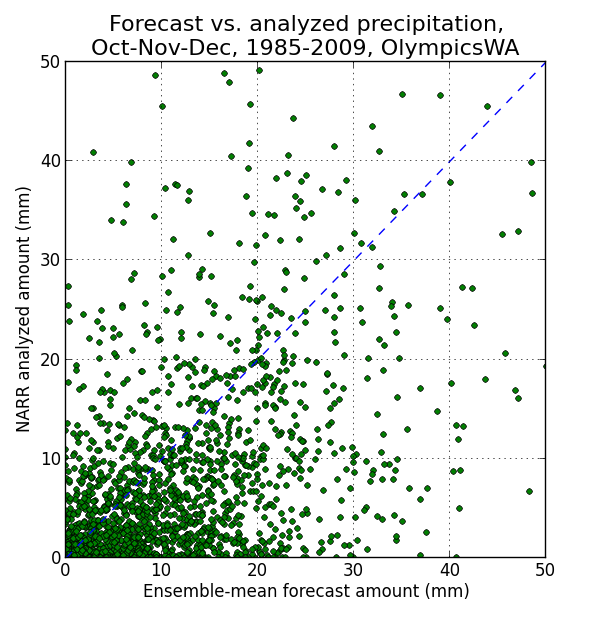 Forecast vs. analyzed precipitation,
Oct-Nov-Dec, 1985-2009, OlympicsWA
NARR analyzed amount (mm)
50
40
30
20
10
0
0 10 20 30 40 50
Ensemble-mean forecast amount (mm)